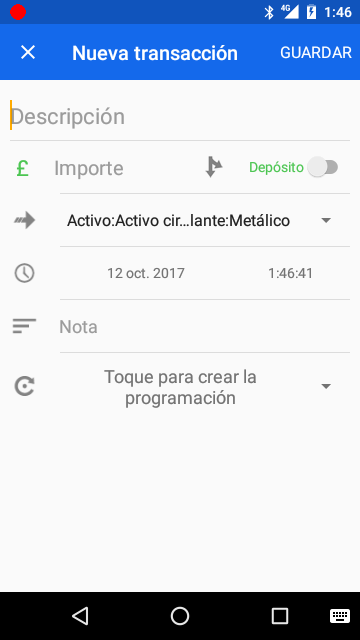 4G 1:46
Nueva transacción GUARDAR
Descripción
£ Importe Depósito
Activo:Activo cir...lante:Metálico
12 oct. 2017 1:46:41
Nota
Toque para crear la
programación